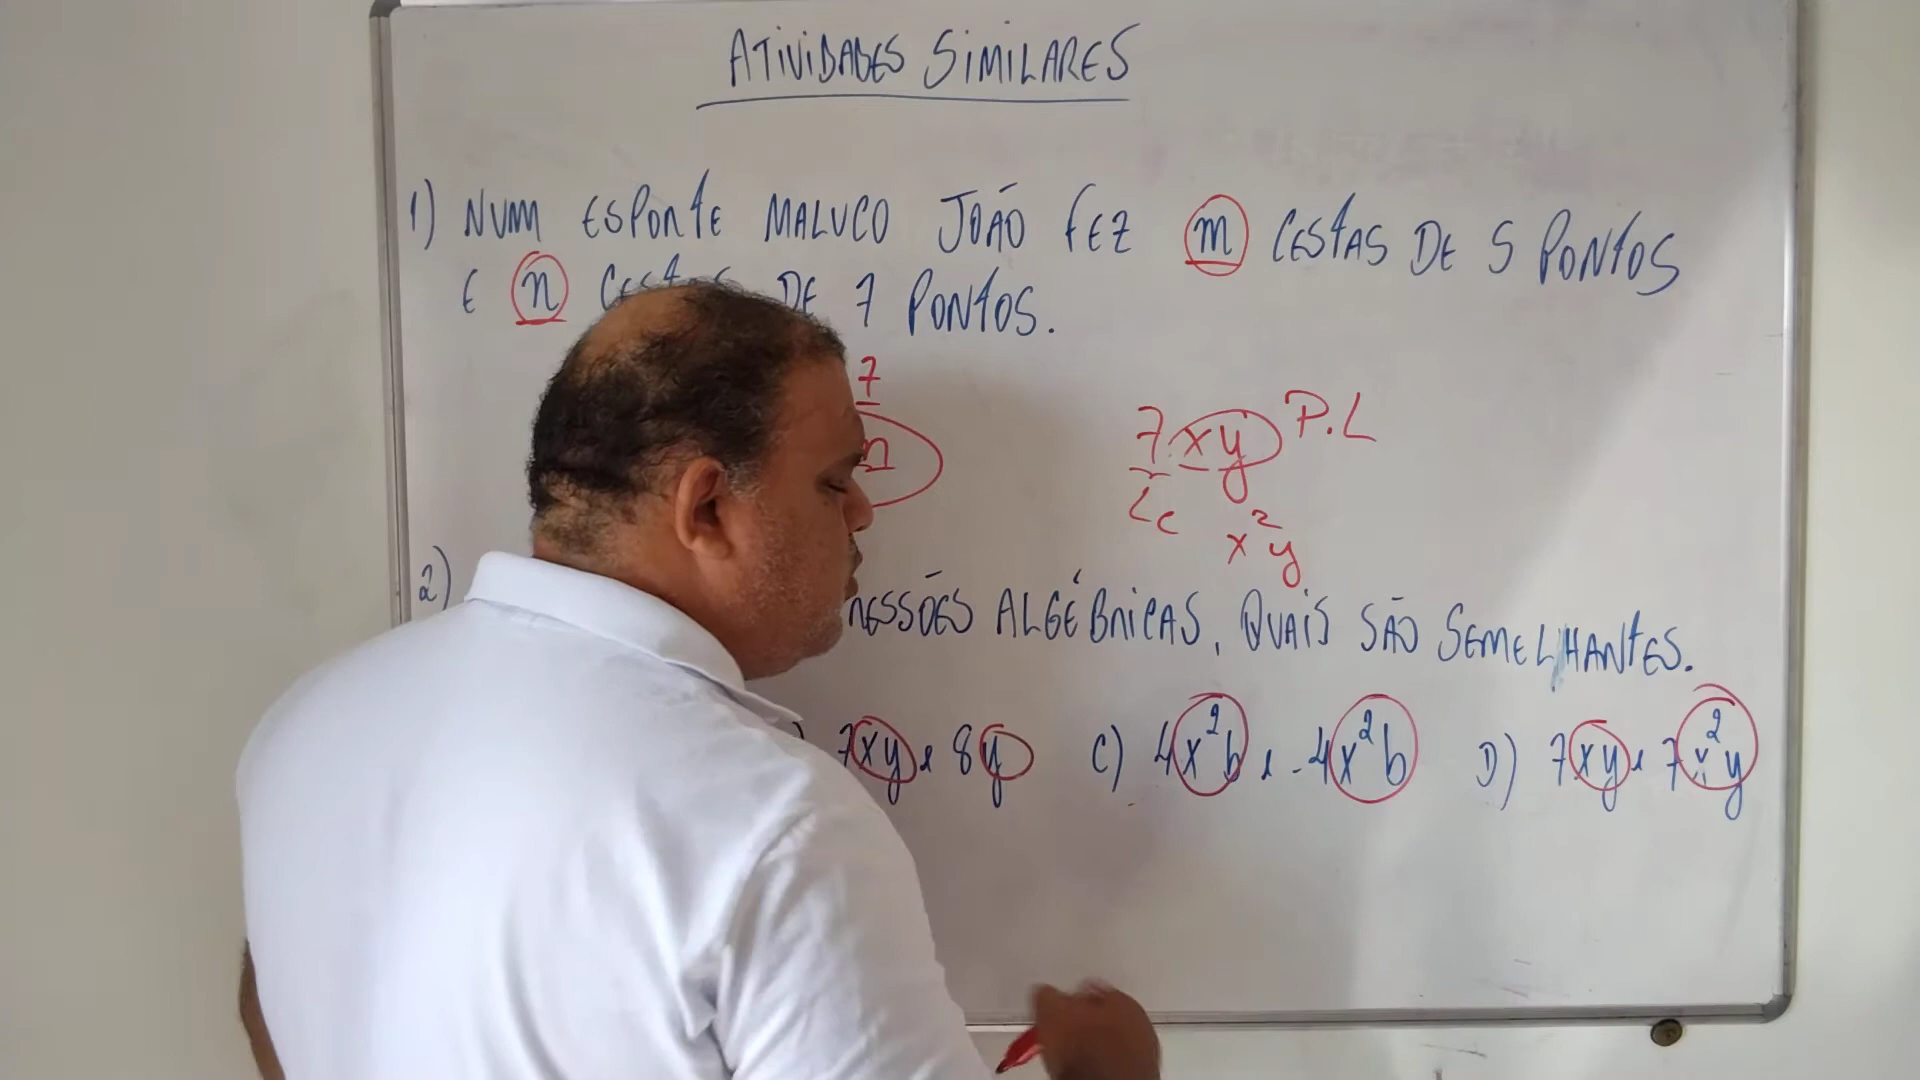 ATIVIDADES SIMILARES
1) NUM ESPORTE MALUCO JOÃO FEZ m CESTAS DE 5 PONTOS
E n CESTAS DE 7 PONTOS.
7
n
7xy P.L
x²y
2) ALGÉBRICAS, QUAIS SÃO SEMELHANTES.
7xy e 8y C) 4x²b e -4x²b D) 7xy e 7x²y